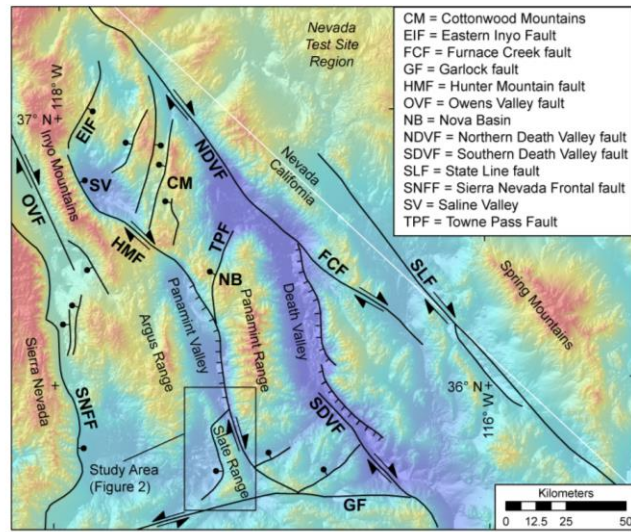 Nevada
Test Site
Region
CM = Cottonwood Mountains
EIF = Eastern Inyo Fault
FCF = Furnace Creek fault
GF = Garlock fault
HMF = Hunter Mountain Fault
OVF = Owens Valley fault
NB = Nova Basin
NDVF = Northern Death Valley fault
SDVF = Southern Death Valley fault
SLF = State Line fault
SNFF = Sierra Nevada Frontal fault
SV = Saline Valley
TPF = Towne Pass Fault
118° W
37° N
Inyo Mountains
EIF
SV
CM
NDVF
Nevada
California
OVF
HMF
TPF
NB
FCF
SLF
Spring Mountains
Panamint Valley
Argus Range
Panamint Range
Death Valley
Sierra Nevada
SNFF
36° N
116° W
SDVF
Slate Range
Study Area
(Figure 2)
GF
Kilometers
0 12.5 25 50